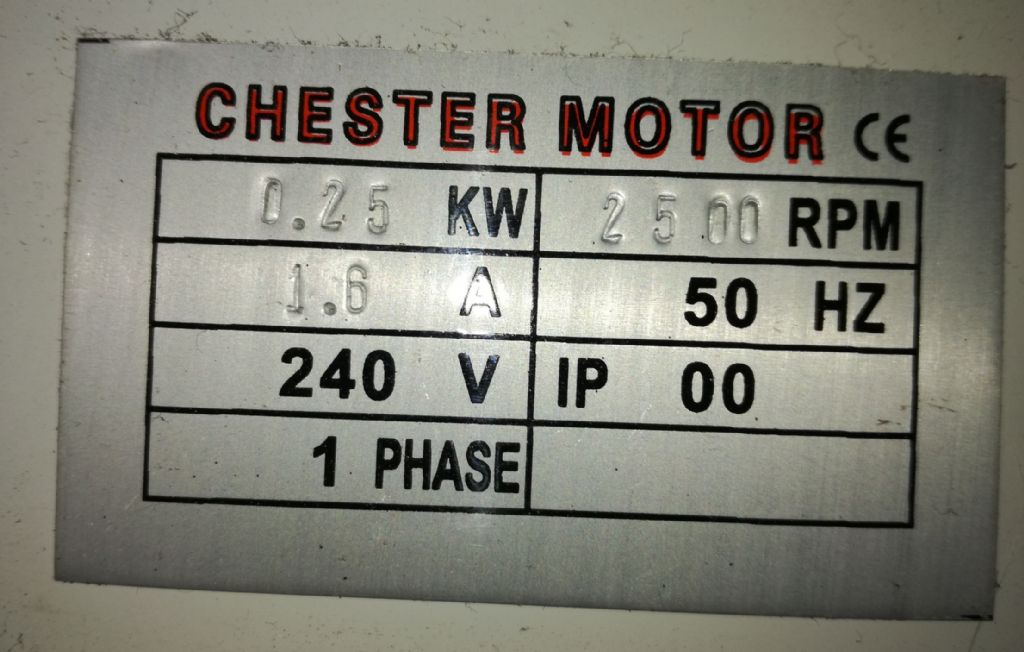 CHESTER MOTOR CE
0.25 KW 2500 RPM
1.6 A 50 HZ
240 V IP 00
1 PHASE